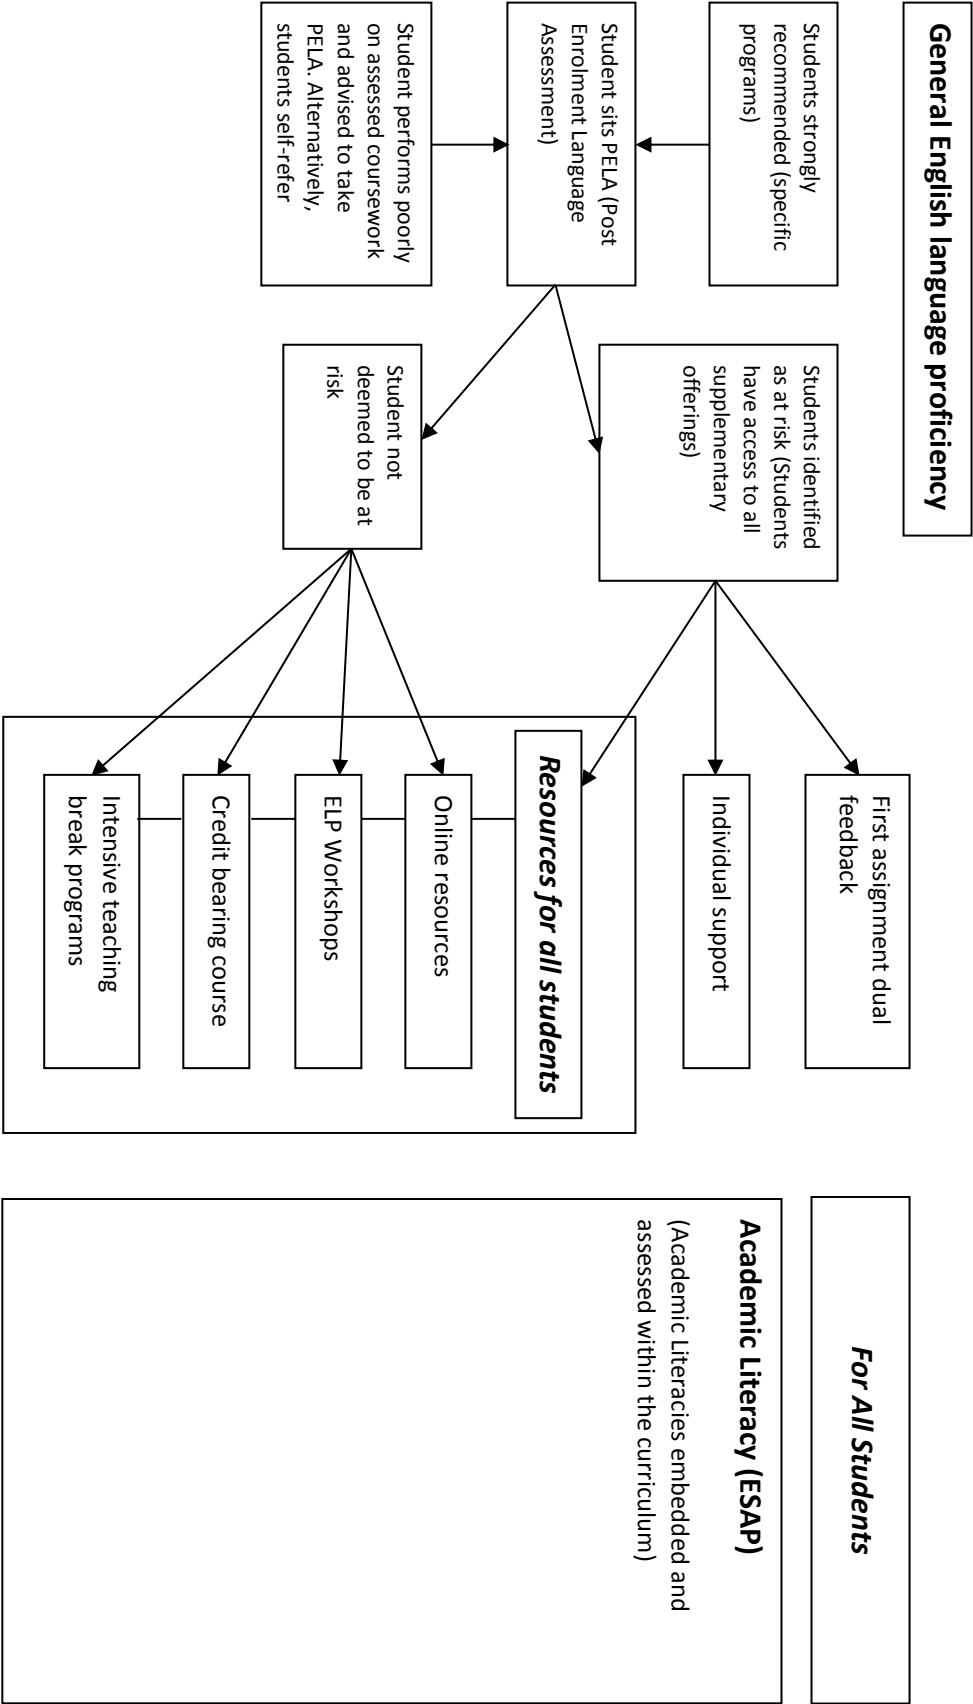 General English language proficiency
Students strongly
recommended (specific
programs)
Student sits PELA (Post
Enrolment Language
Assessment)
Student performs poorly
on assessed coursework
and advised to take
PELA. Alternatively,
students self-refer
Students identified
as at risk (Students
have access to all
supplementary
offerings)
Student not
deemed to be at
risk
First assignment dual
feedback
Individual support
Resources for all students
Online resources
ELP Workshops
Credit bearing course
Intensive teaching
break programs
For All Students
Academic Literacy (ESAP)
(Academic Literacies embedded and
assessed within the curriculum)